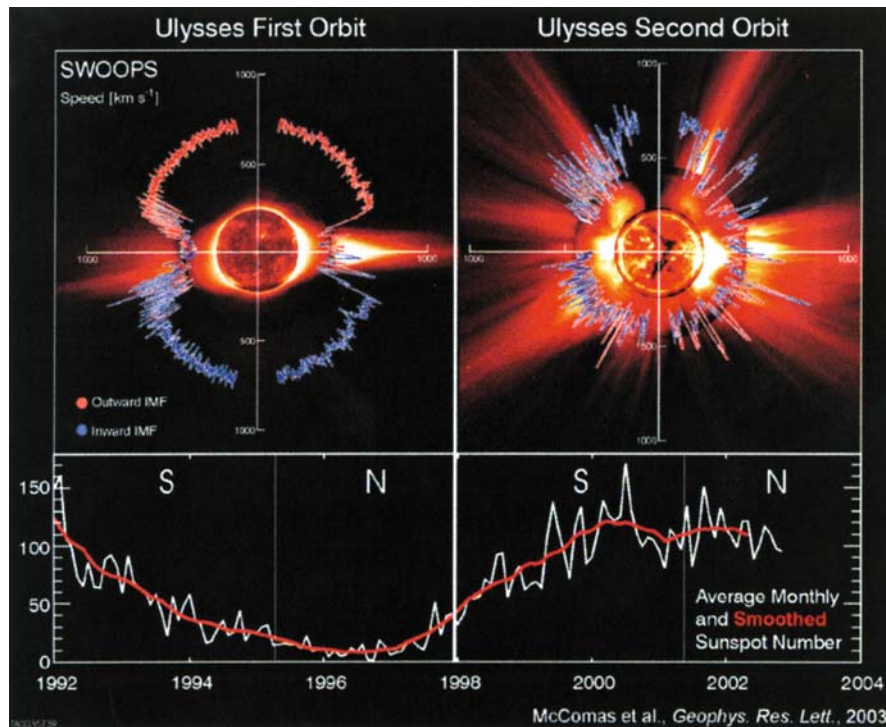 Ulysses First Orbit
Ulysses Second Orbit
SWOOPS
Speed [km s⁻¹]
1000
500
1000
1000
500
1000
1000
500
1000
1000
500
1000
Outward IMF
Inward IMF
S
N
S
N
150
100
50
0
Average Monthly
and Smoothed
Sunspot Number
1992
1994
1996
1998
2000
2002
2004
McComas et al., Geophys. Res. Lett., 2003